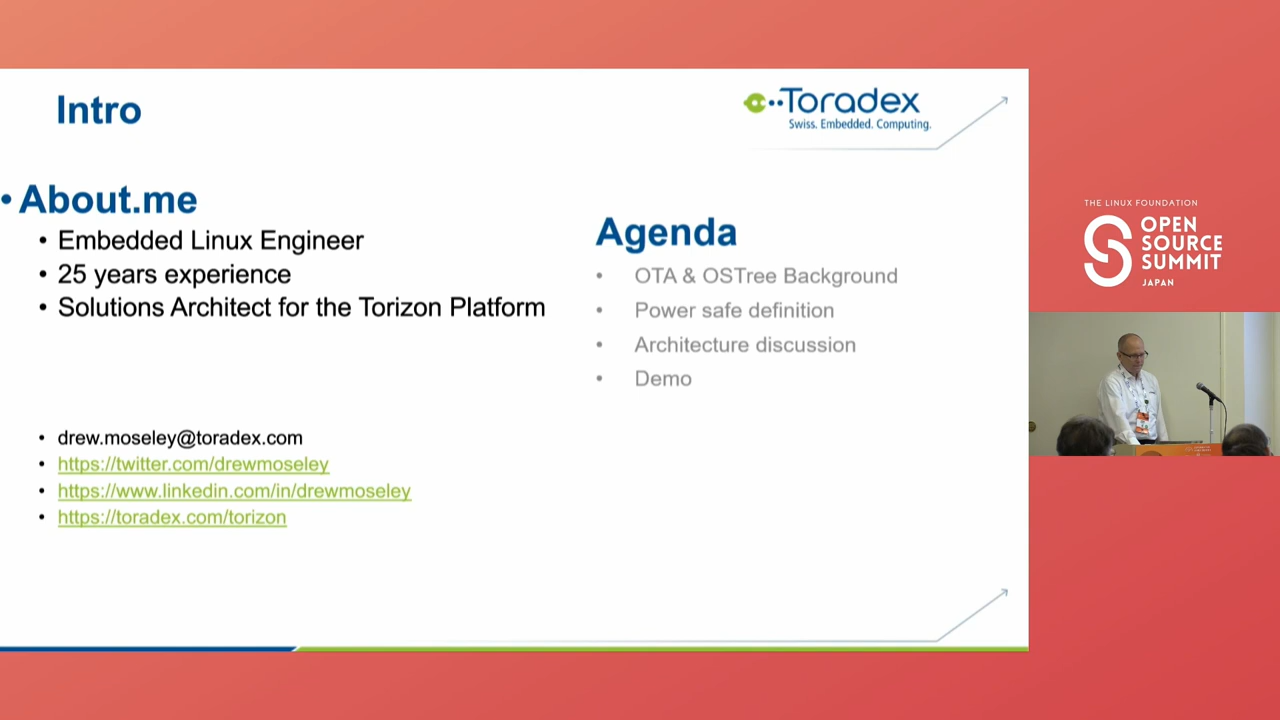 Intro
Toradex
Swiss. Embedded. Computing.
• About.me
• Embedded Linux Engineer
• 25 years experience
• Solutions Architect for the Torizon Platform
• drew.moseley@toradex.com
• https://twitter.com/drewmoseley
• https://www.linkedin.com/in/drewmoseley
• https://toradex.com/torizon
Agenda
• OTA & OSTree Background
• Power safe definition
• Architecture discussion
• Demo
THE LINUX FOUNDATION
OPEN
SOURCE
SUMMIT
JAPAN